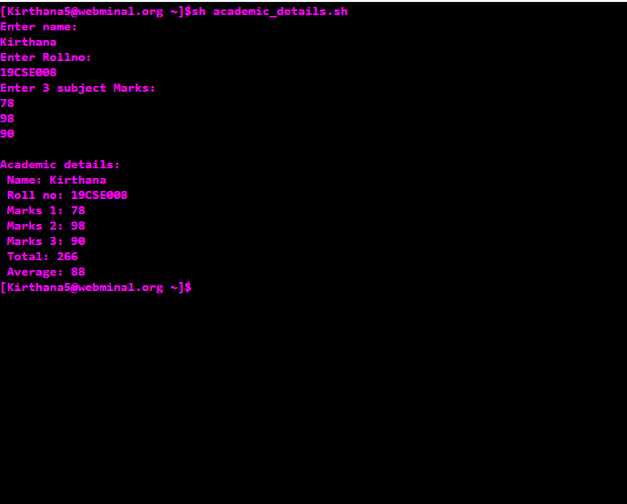 [Kirthana5@webminal.org ~]$sh academic_details.sh
Enter name:
Kirthana
Enter Rollno:
19CSE008
Enter 3 subject Marks:
78
98
90

Academic details:
 Name: Kirthana
 Roll no: 19CSE008
 Marks 1: 78
 Marks 2: 98
 Marks 3: 90
 Total: 266
 Average: 88
[Kirthana5@webminal.org ~]$